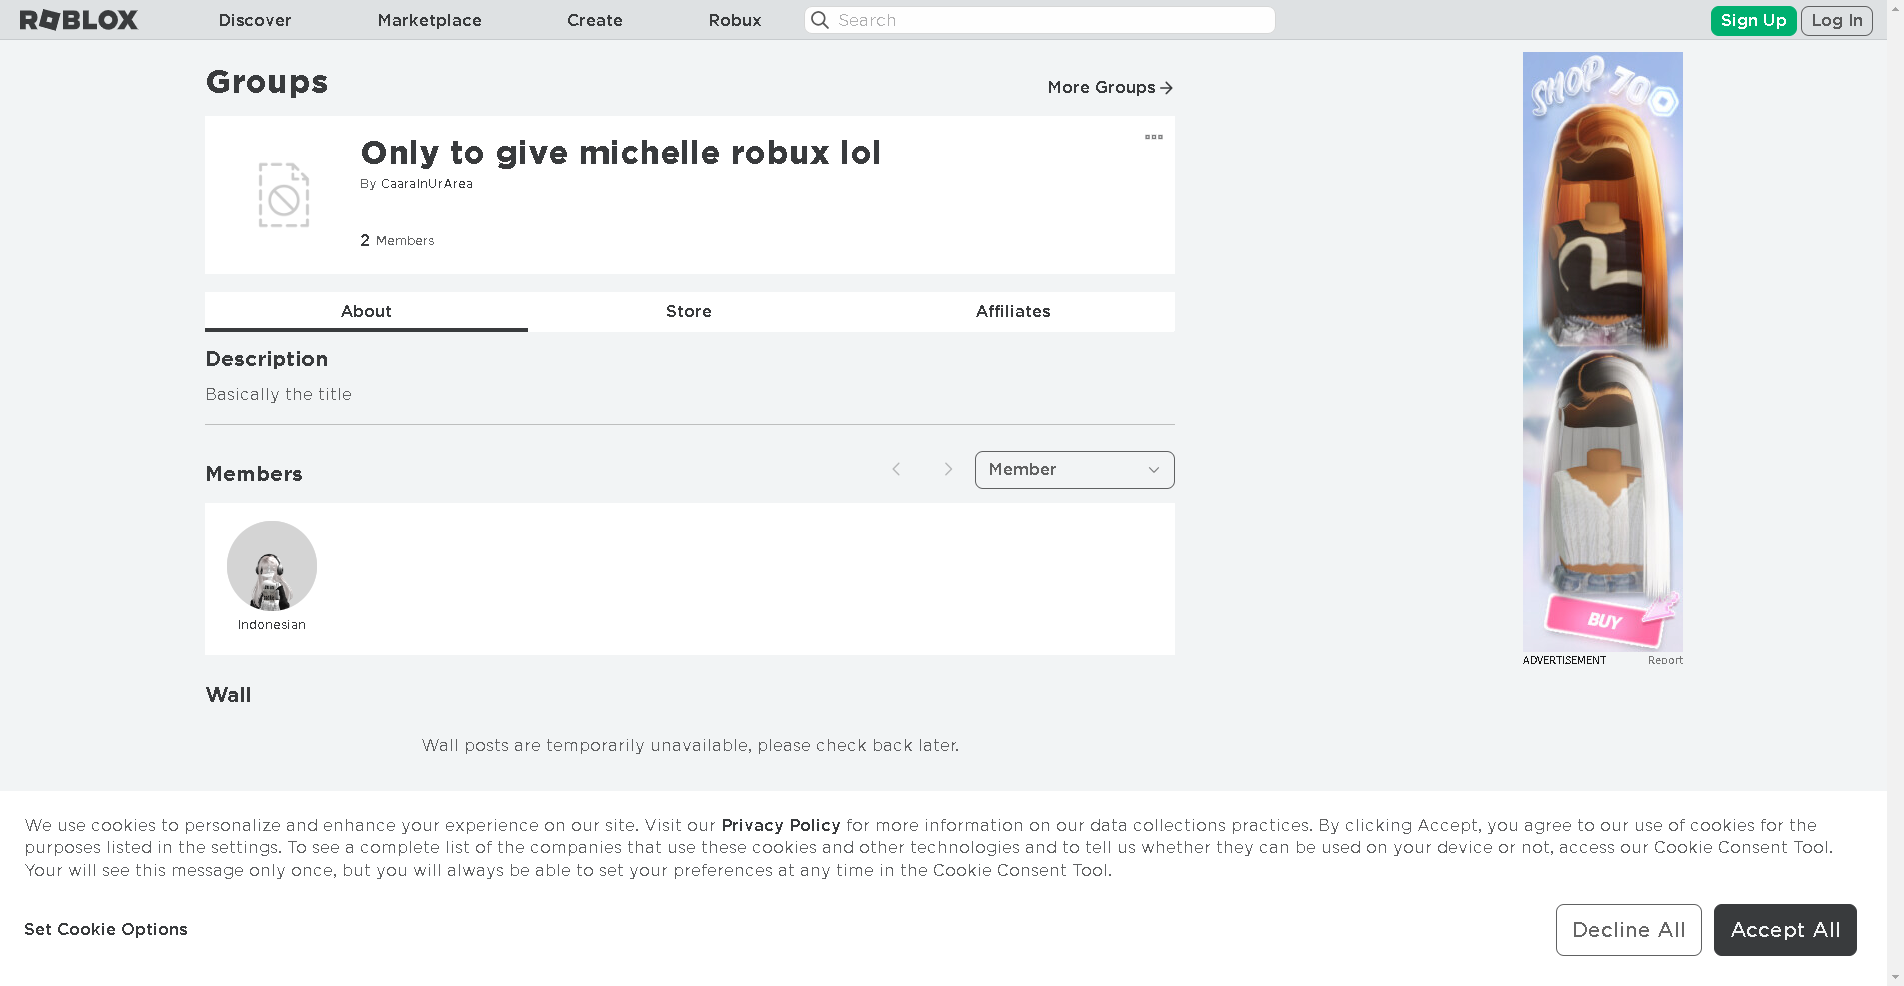 ROBLOX Discover Marketplace Create Robux Search Sign Up Log In
Groups
More Groups
Only to give michelle robux lol
By CaaraInUrArea
2 Members
About Store Affiliates
Description
Basically the title
Members
Member
Indonesian
Wall
Wall posts are temporarily unavailable, please check back later.
SHOP 70
BUY
ADVERTISEMENT Report
We use cookies to personalize and enhance your experience on our site. Visit our Privacy Policy for more information on our data collections practices. By clicking Accept, you agree to our use of cookies for the
purposes listed in the settings. To see a complete list of the companies that use these cookies and other technologies and to tell us whether they can be used on your device or not, access our Cookie Consent Tool.
Your will see this message only once, but you will always be able to set your preferences at any time in the Cookie Consent Tool.
Set Cookie Options
Decline All
Accept All